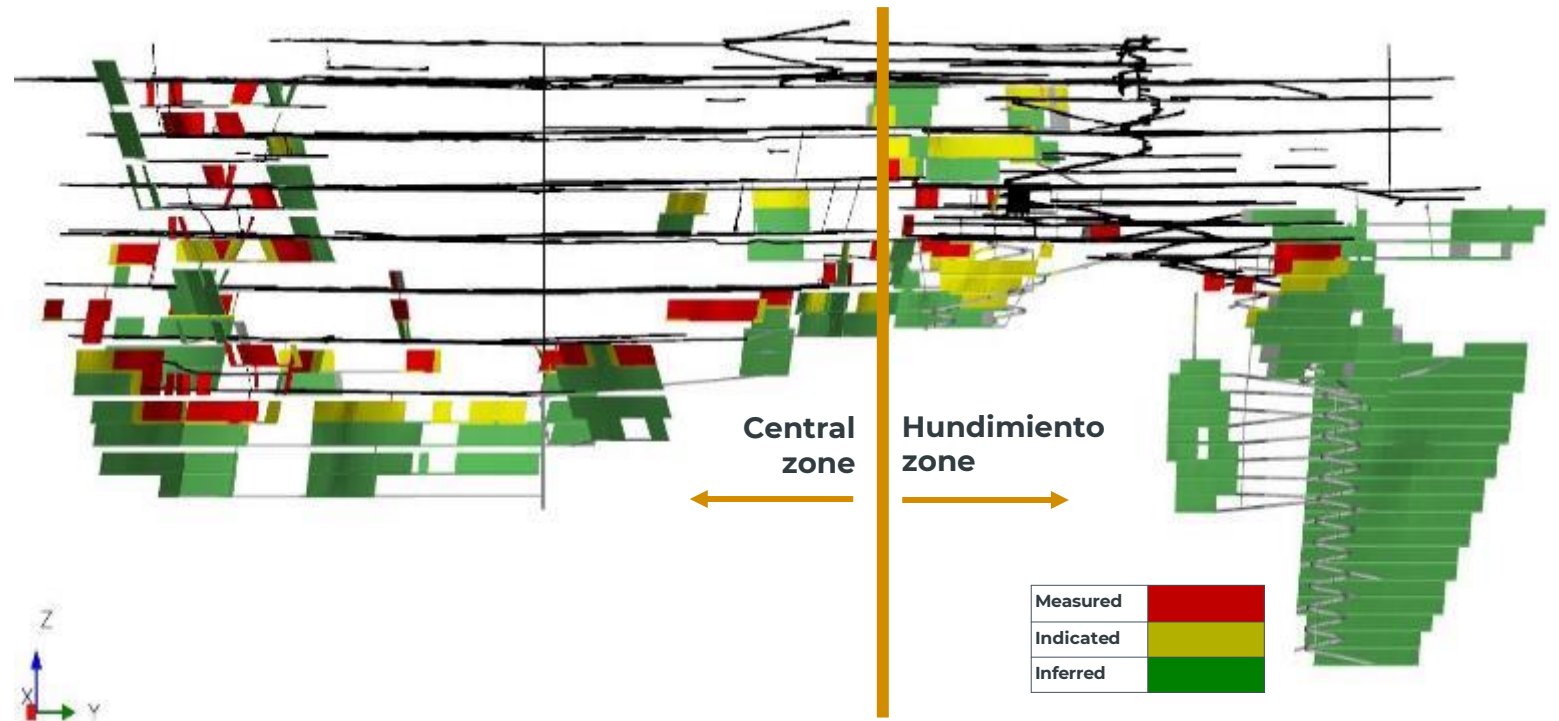 Central
zone
Hundimiento
zone
Measured
Indicated
Inferred
Z
X
Y